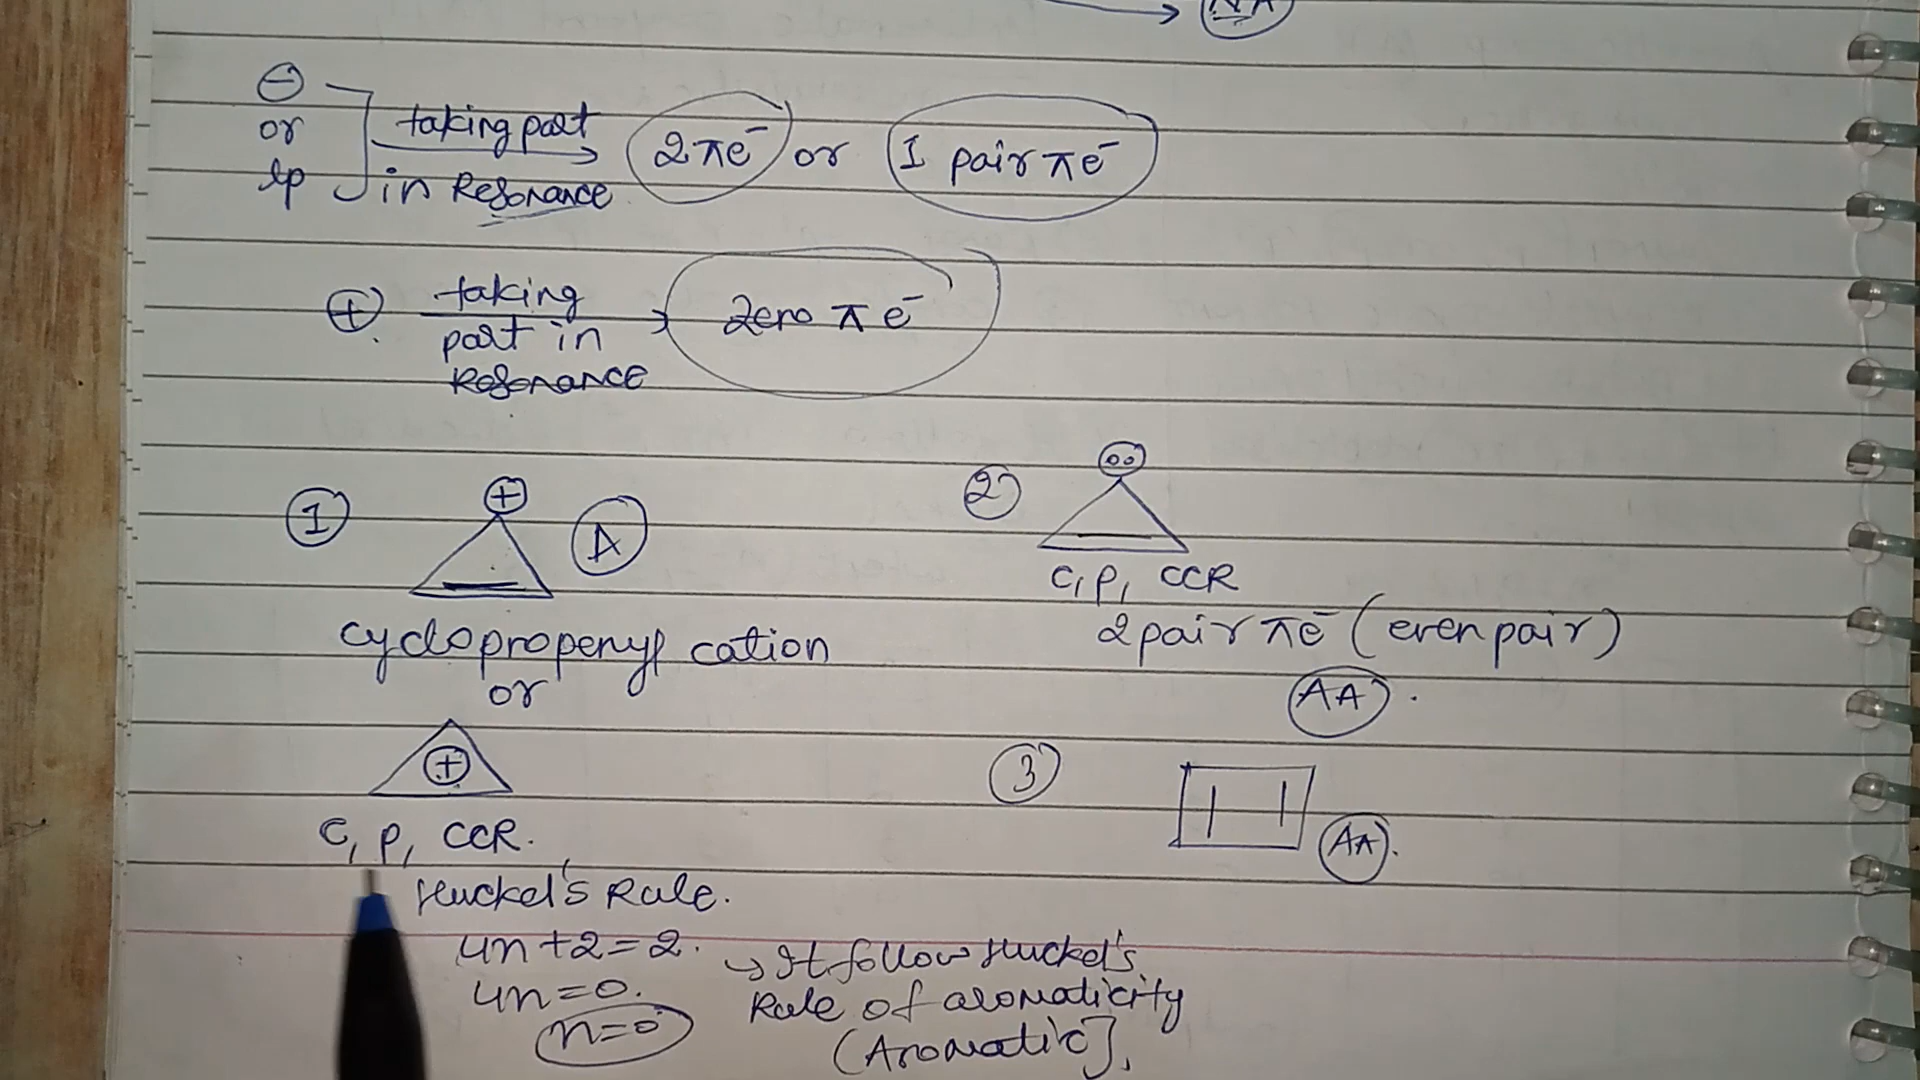 → NA
⊖
or
lp
taking part
in Resonance
2πe⁻ or 1 pair πe⁻
⊕ taking
part in
Resonance
→ Zero πe⁻
① ⊕ A
cyclopropenyl cation
or
⊕
C, P, CCR.
Huckel's Rule.
4n+2=2.
4n=0.
n=0
→ It follow Huckel's
Rule of aromaticity
(Aromatic],
②
C, P, CCR
2 pair πe⁻ (even pair)
AA.
③
AA.